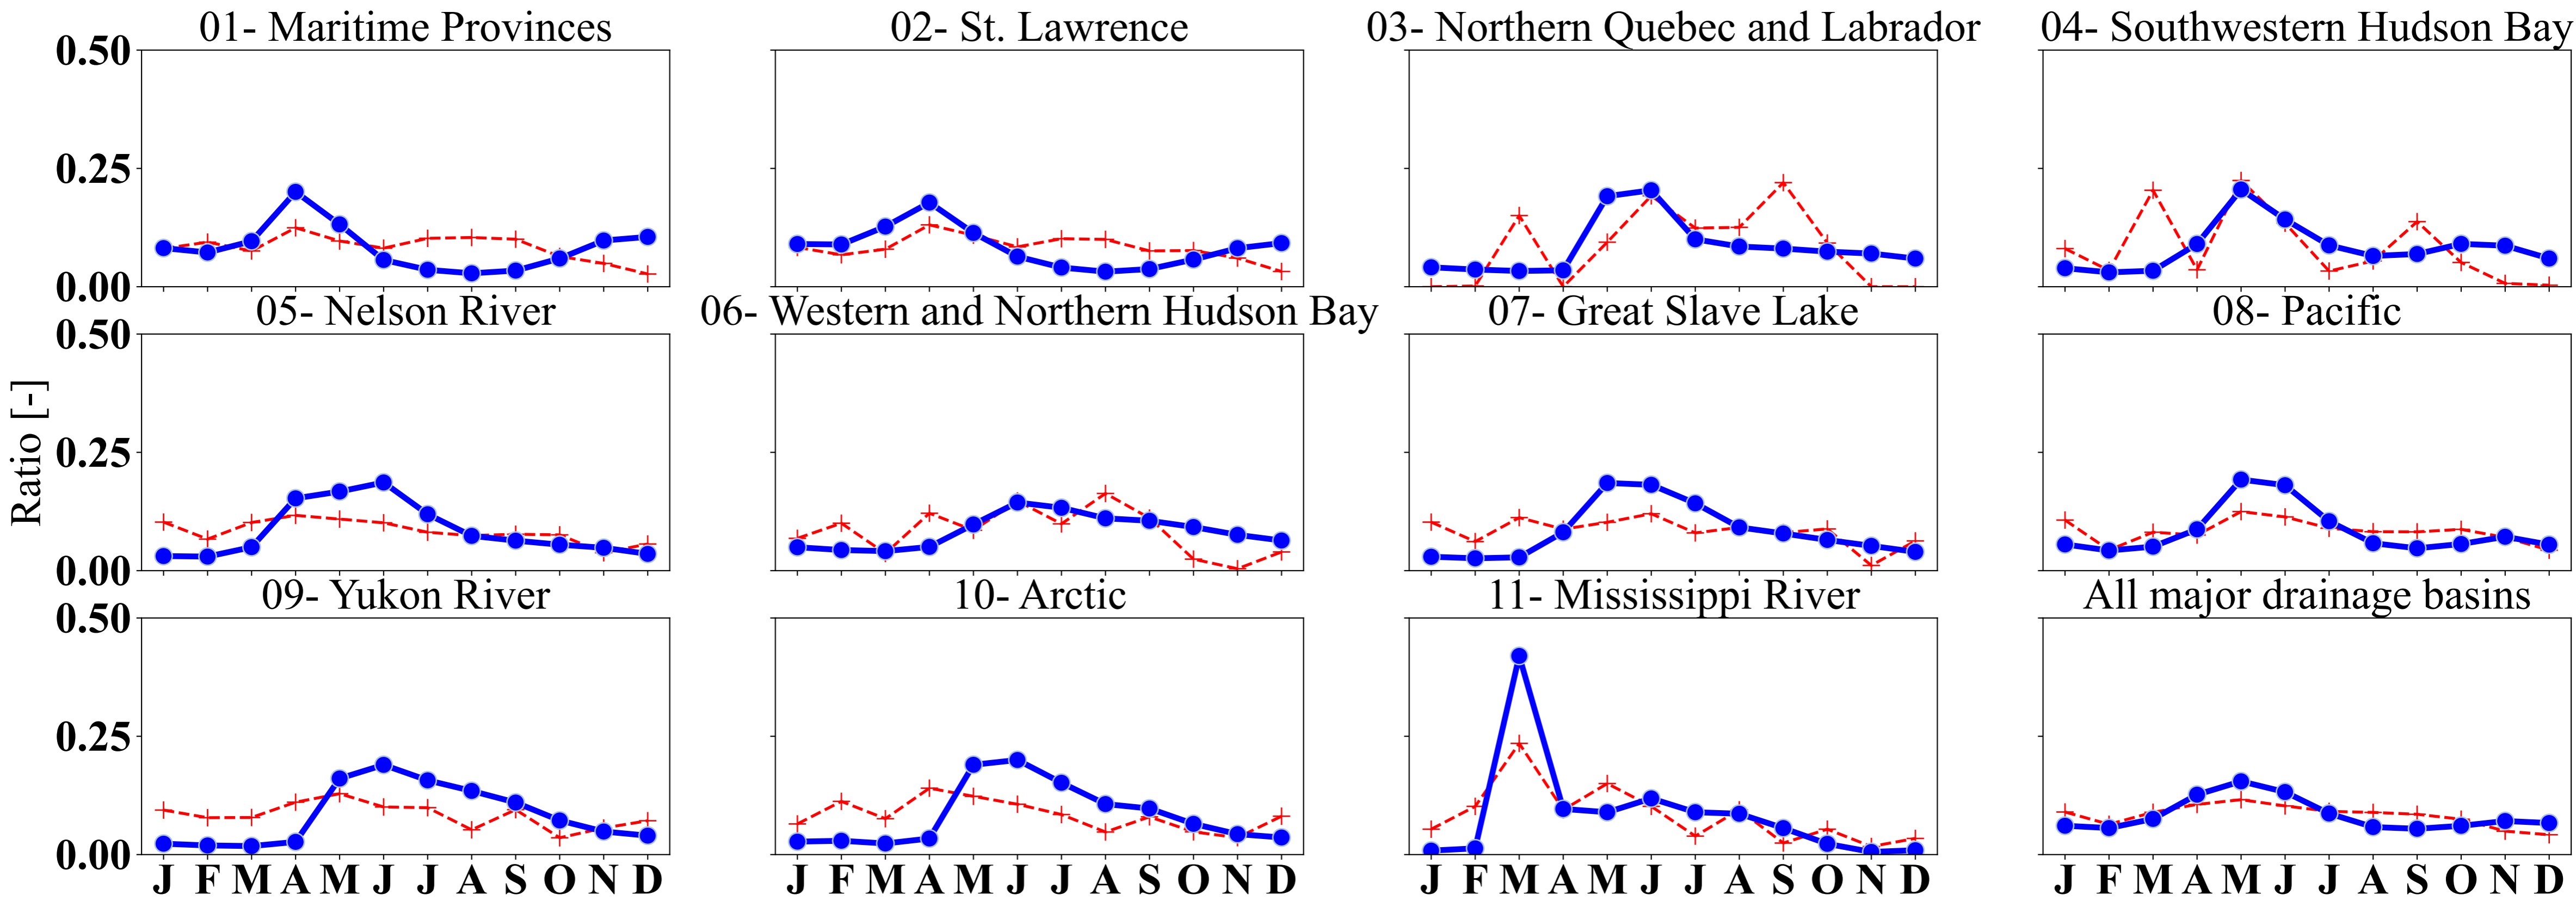 01- Maritime Provinces
02- St. Lawrence
03- Northern Quebec and Labrador
04- Southwestern Hudson Bay
0.50
0.25
0.00
05- Nelson River
06- Western and Northern Hudson Bay
07- Great Slave Lake
08- Pacific
0.50
0.25
0.00
Ratio [-]
09- Yukon River
10- Arctic
11- Mississippi River
All major drainage basins
0.50
0.25
0.00
J F M A M J J A S O N D
J F M A M J J A S O N D
J F M A M J J A S O N D
J F M A M J J A S O N D